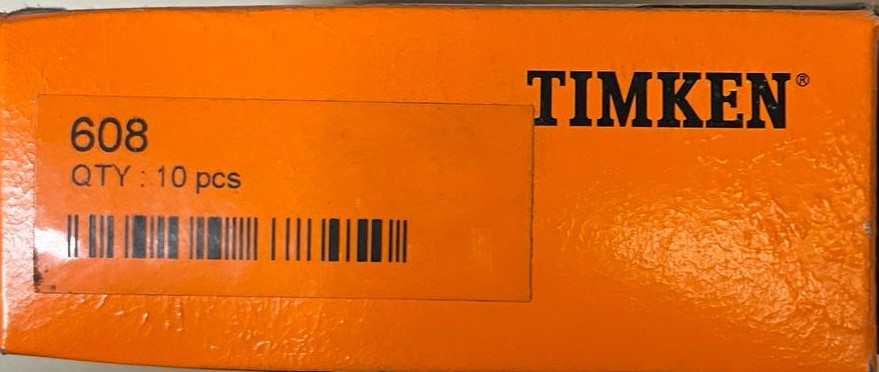 TIMKEN®
608
QTY : 10 pcs